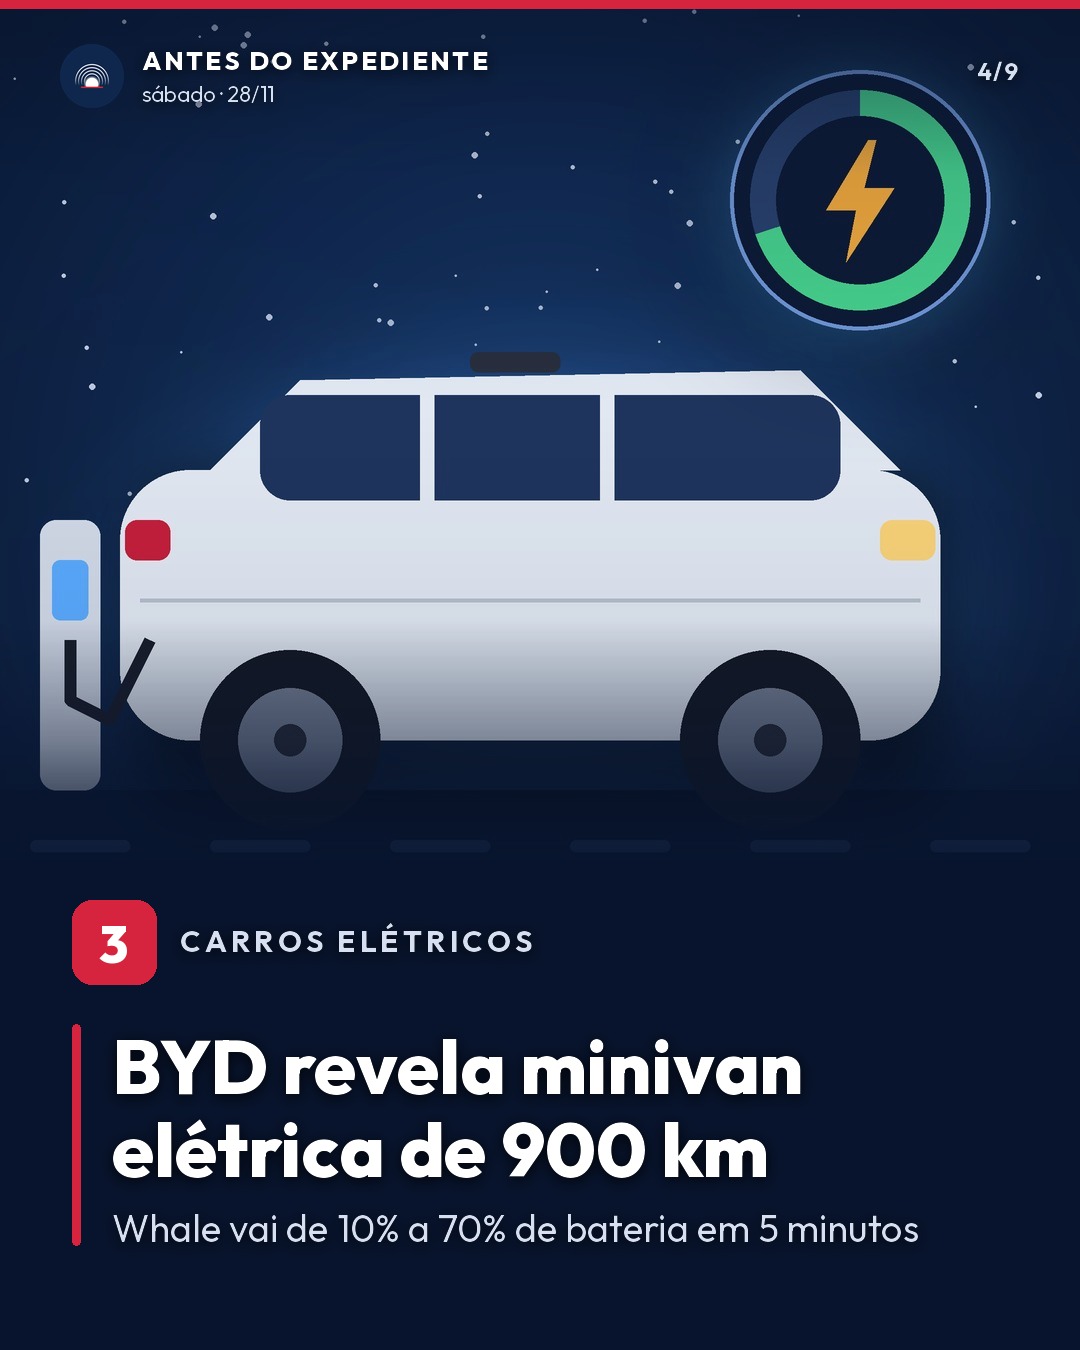 ANTES DO EXPEDIENTE
sábado · 28/11
4/9
3
CARROS ELÉTRICOS
BYD revela minivan
elétrica de 900 km
Whale vai de 10% a 70% de bateria em 5 minutos